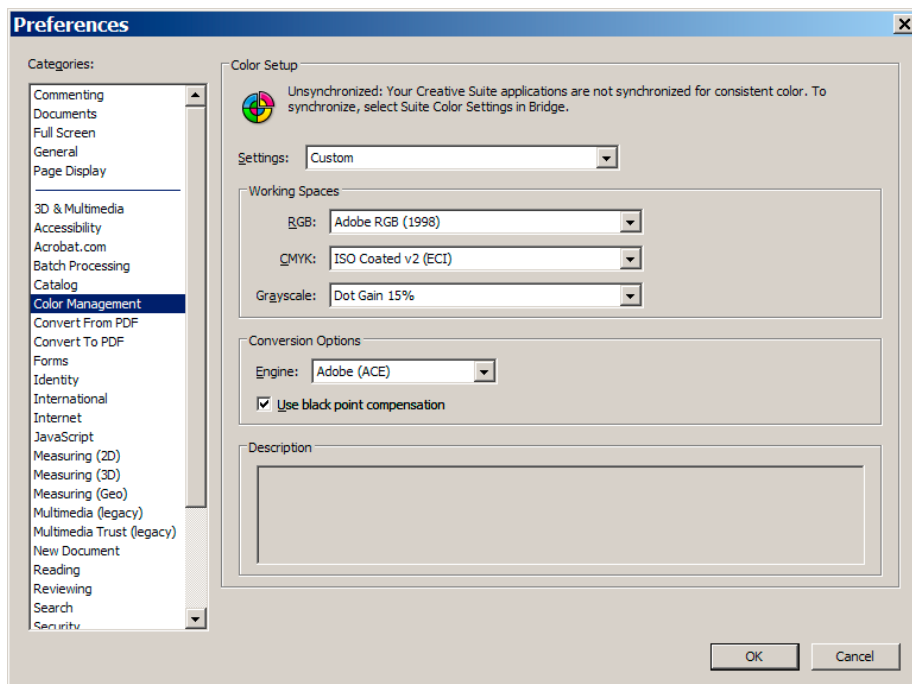 Preferences
Categories:
Commenting
Documents
Full Screen
General
Page Display
3D & Multimedia
Accessibility
Acrobat.com
Batch Processing
Catalog
Color Management
Convert From PDF
Convert To PDF
Forms
Identity
International
Internet
JavaScript
Measuring (2D)
Measuring (3D)
Measuring (Geo)
Multimedia (legacy)
Multimedia Trust (legacy)
New Document
Reading
Reviewing
Search
Security
Color Setup
Unsynchronized: Your Creative Suite applications are not synchronized for consistent color. To
synchronize, select Suite Color Settings in Bridge.
Settings: Custom
Working Spaces
RGB: Adobe RGB (1998)
CMYK: ISO Coated v2 (ECI)
Grayscale: Dot Gain 15%
Conversion Options
Engine: Adobe (ACE)
Use black point compensation
Description
OK Cancel